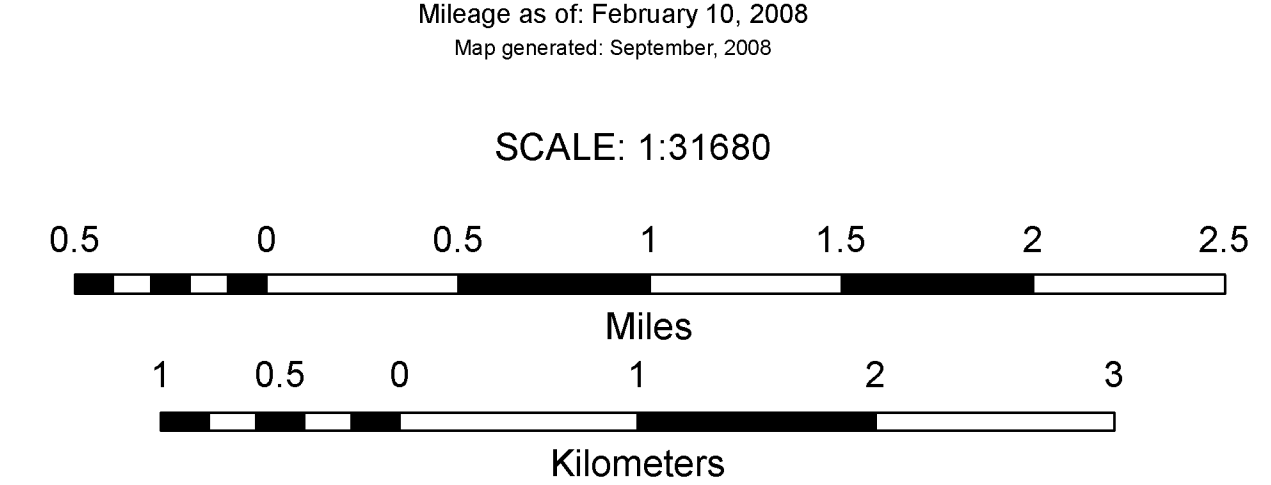 Mileage as of: February 10, 2008
Map generated: September, 2008
SCALE: 1:31680
0.5 0 0.5 1 1.5 2 2.5
Miles
1 0.5 0 1 2 3
Kilometers